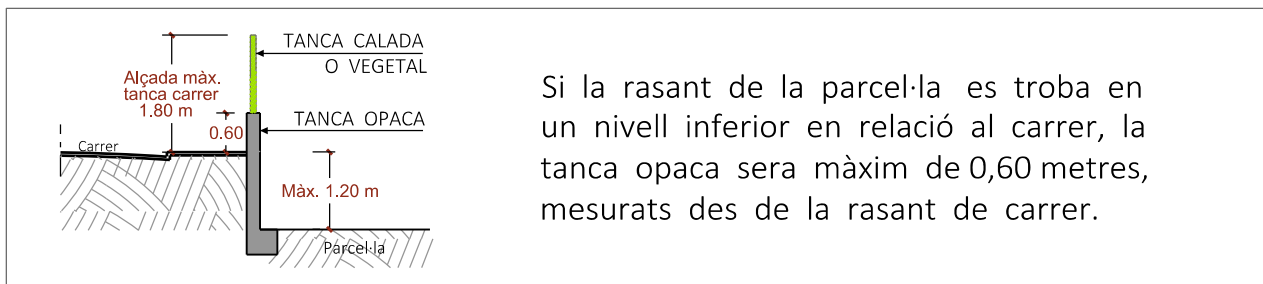 TANCA CALADA
O VEGETAL
Alçada màx.
tanca carrer
1.80 m
0.60
TANCA OPACA
Carrer
Màx. 1.20 m
Parcel·la
Si la rasant de la parcel·la es troba en
un nivell inferior en relació al carrer, la
tanca opaca sera màxim de 0,60 metres,
mesurats des de la rasant de carrer.